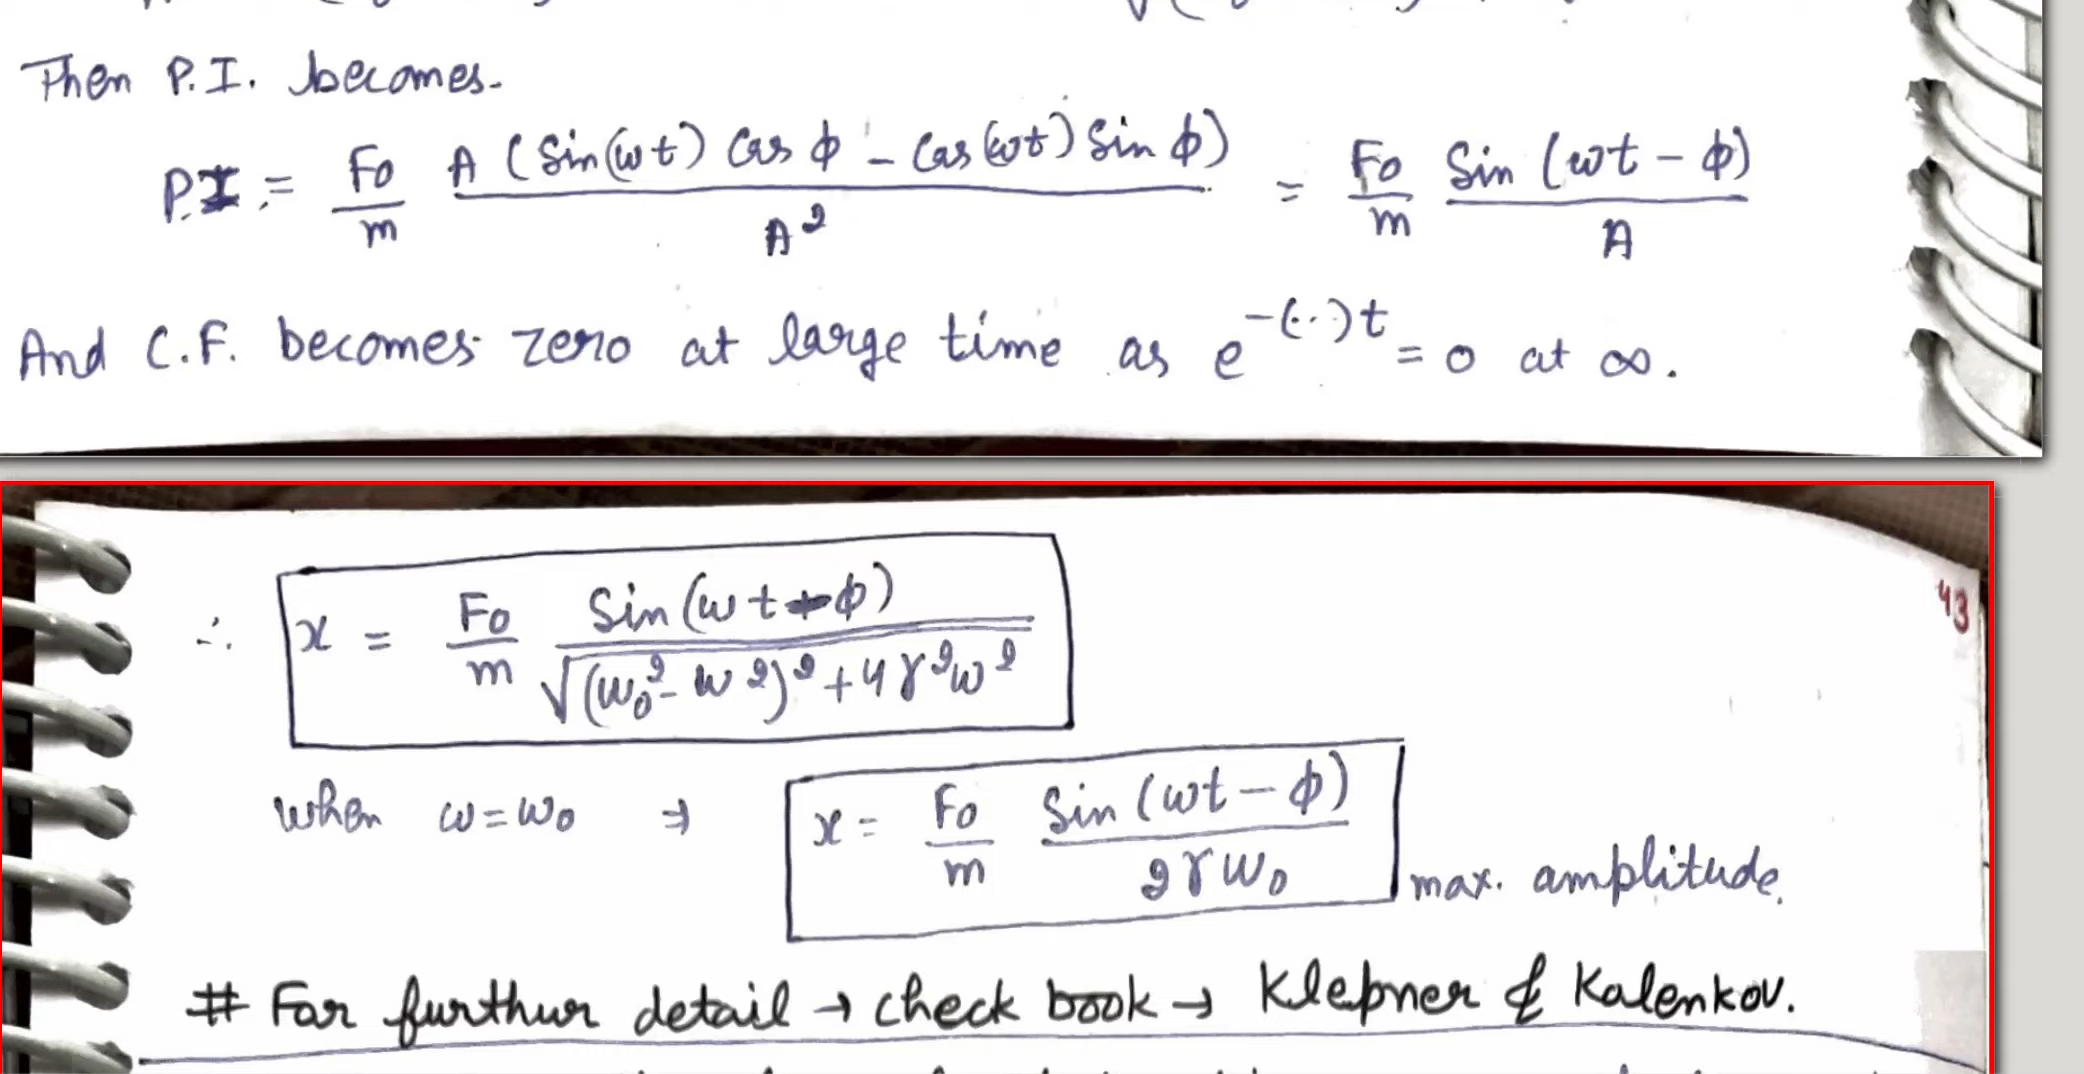 Then P.I. becomes.
P.I. = Fo/m A (Sin(ωt) Cos ϕ - Cos(ωt) Sin ϕ) / A² = Fo/m Sin (ωt - ϕ) / A
And C.F. becomes zero at large time as e^-(..)t = 0 at ∞.
43
∴ x = Fo/m Sin(ωt - ϕ) / √((ω₀² - ω²)² + 4γ²ω²)
When ω = ω₀ ⇒ x = Fo/m Sin (ωt - ϕ) / 2γω₀ max. amplitude.
# For furthur detail → check book → Klepner & Kalenkov.